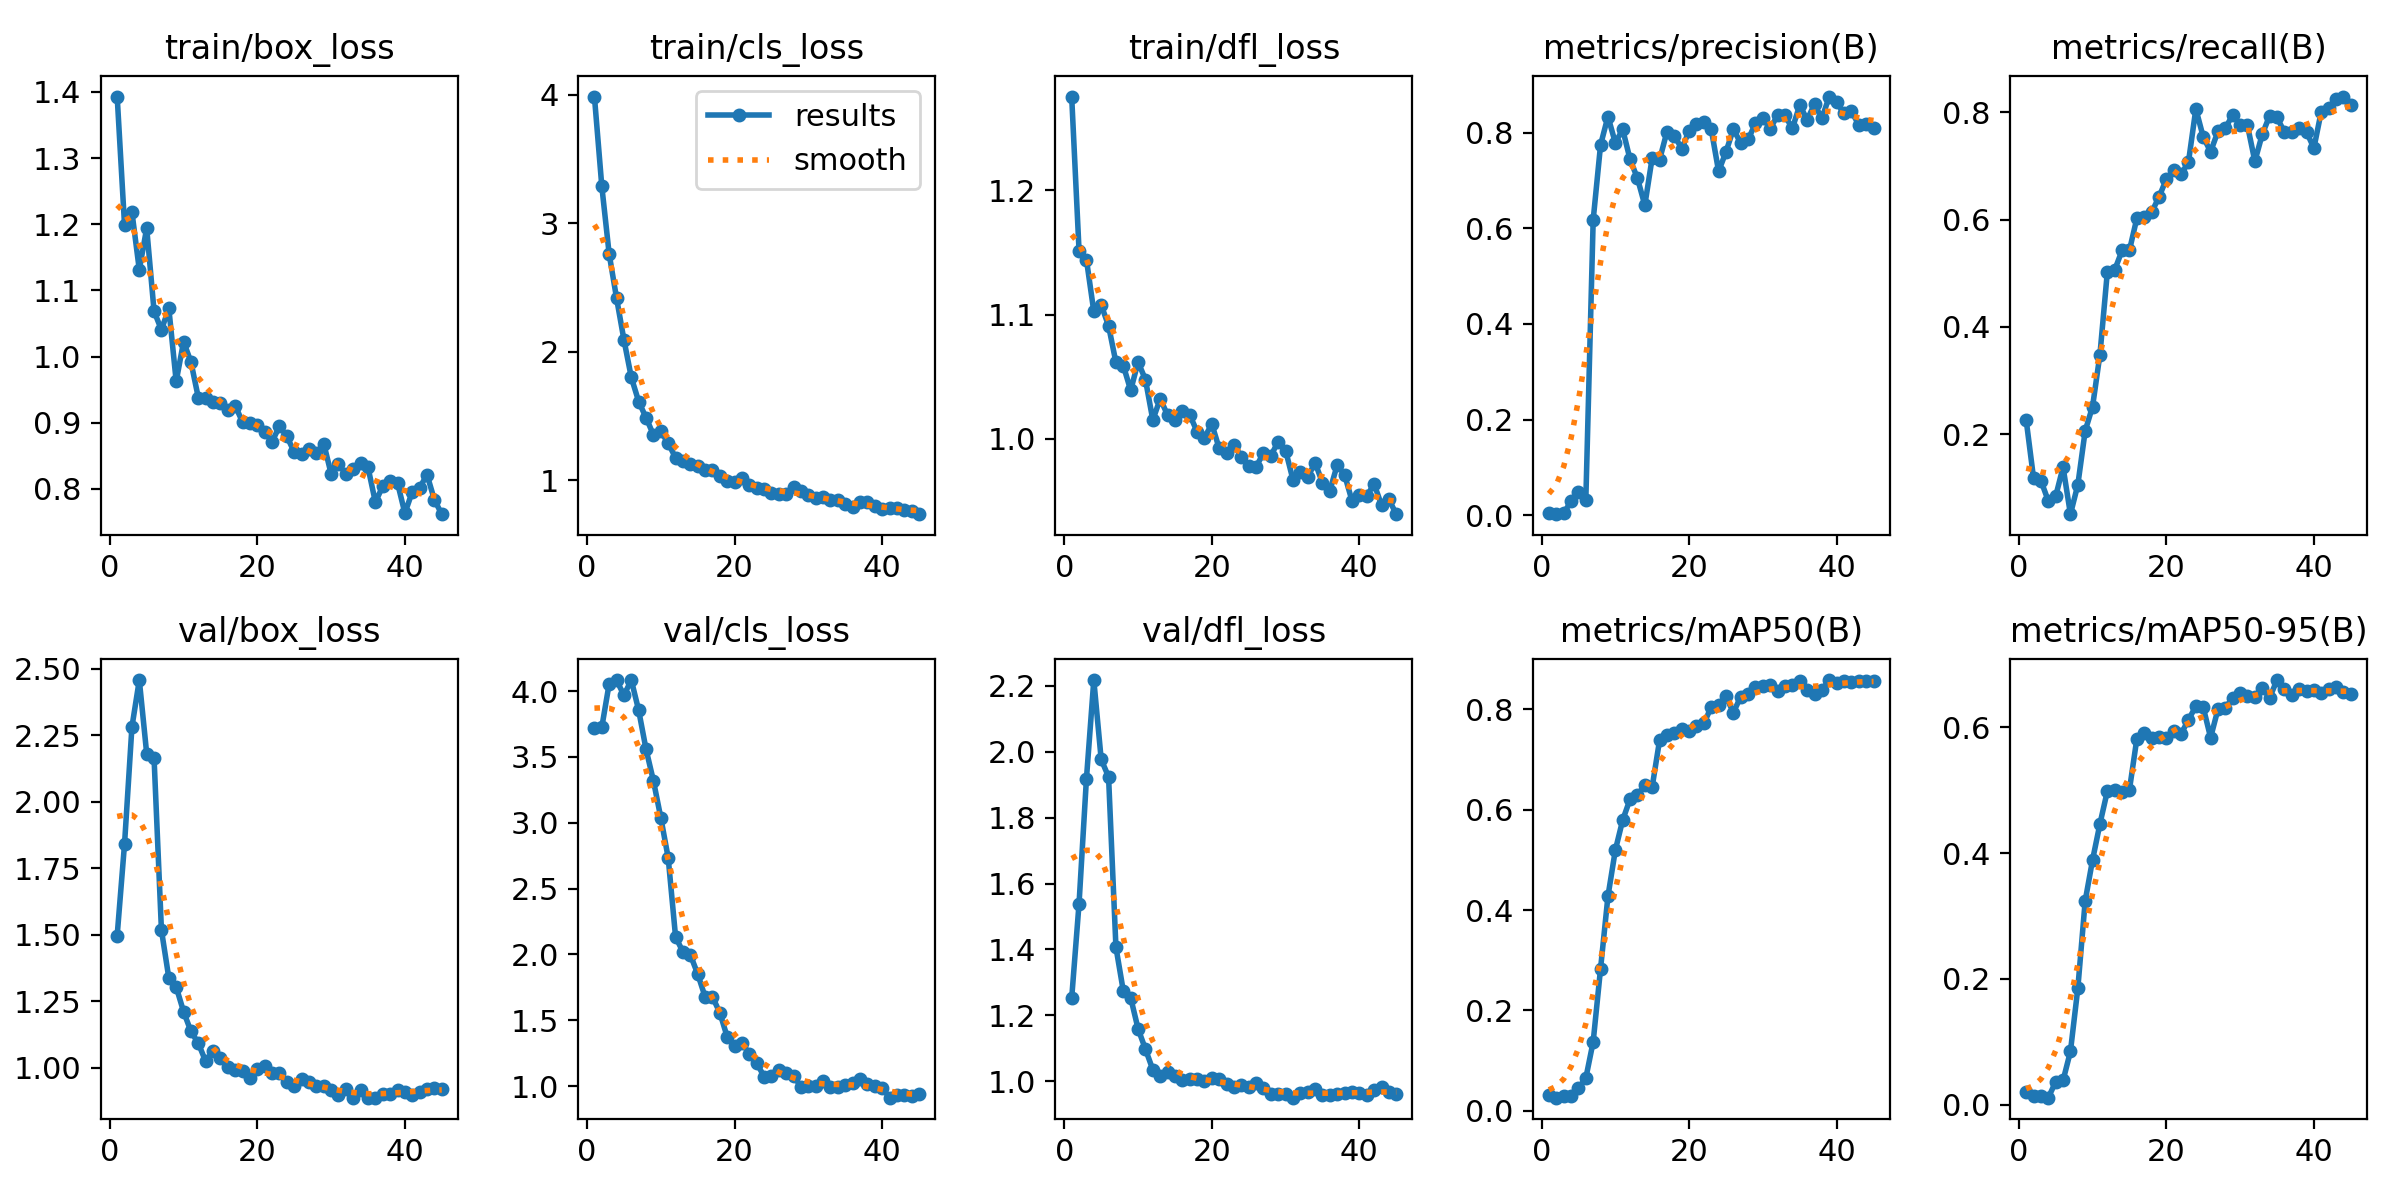 train/box_loss
1.4
1.3
1.2
1.1
1.0
0.9
0.8
0 20 40
train/cls_loss
results
smooth
4
3
2
1
0 20 40
train/dfl_loss
1.2
1.1
1.0
0 20 40
metrics/precision(B)
0.8
0.6
0.4
0.2
0.0
0 20 40
metrics/recall(B)
0.8
0.6
0.4
0.2
0 20 40
val/box_loss
2.50
2.25
2.00
1.75
1.50
1.25
1.00
0 20 40
val/cls_loss
4.0
3.5
3.0
2.5
2.0
1.5
1.0
0 20 40
val/dfl_loss
2.2
2.0
1.8
1.6
1.4
1.2
1.0
0 20 40
metrics/mAP50(B)
0.8
0.6
0.4
0.2
0.0
0 20 40
metrics/mAP50-95(B)
0.6
0.4
0.2
0.0
0 20 40